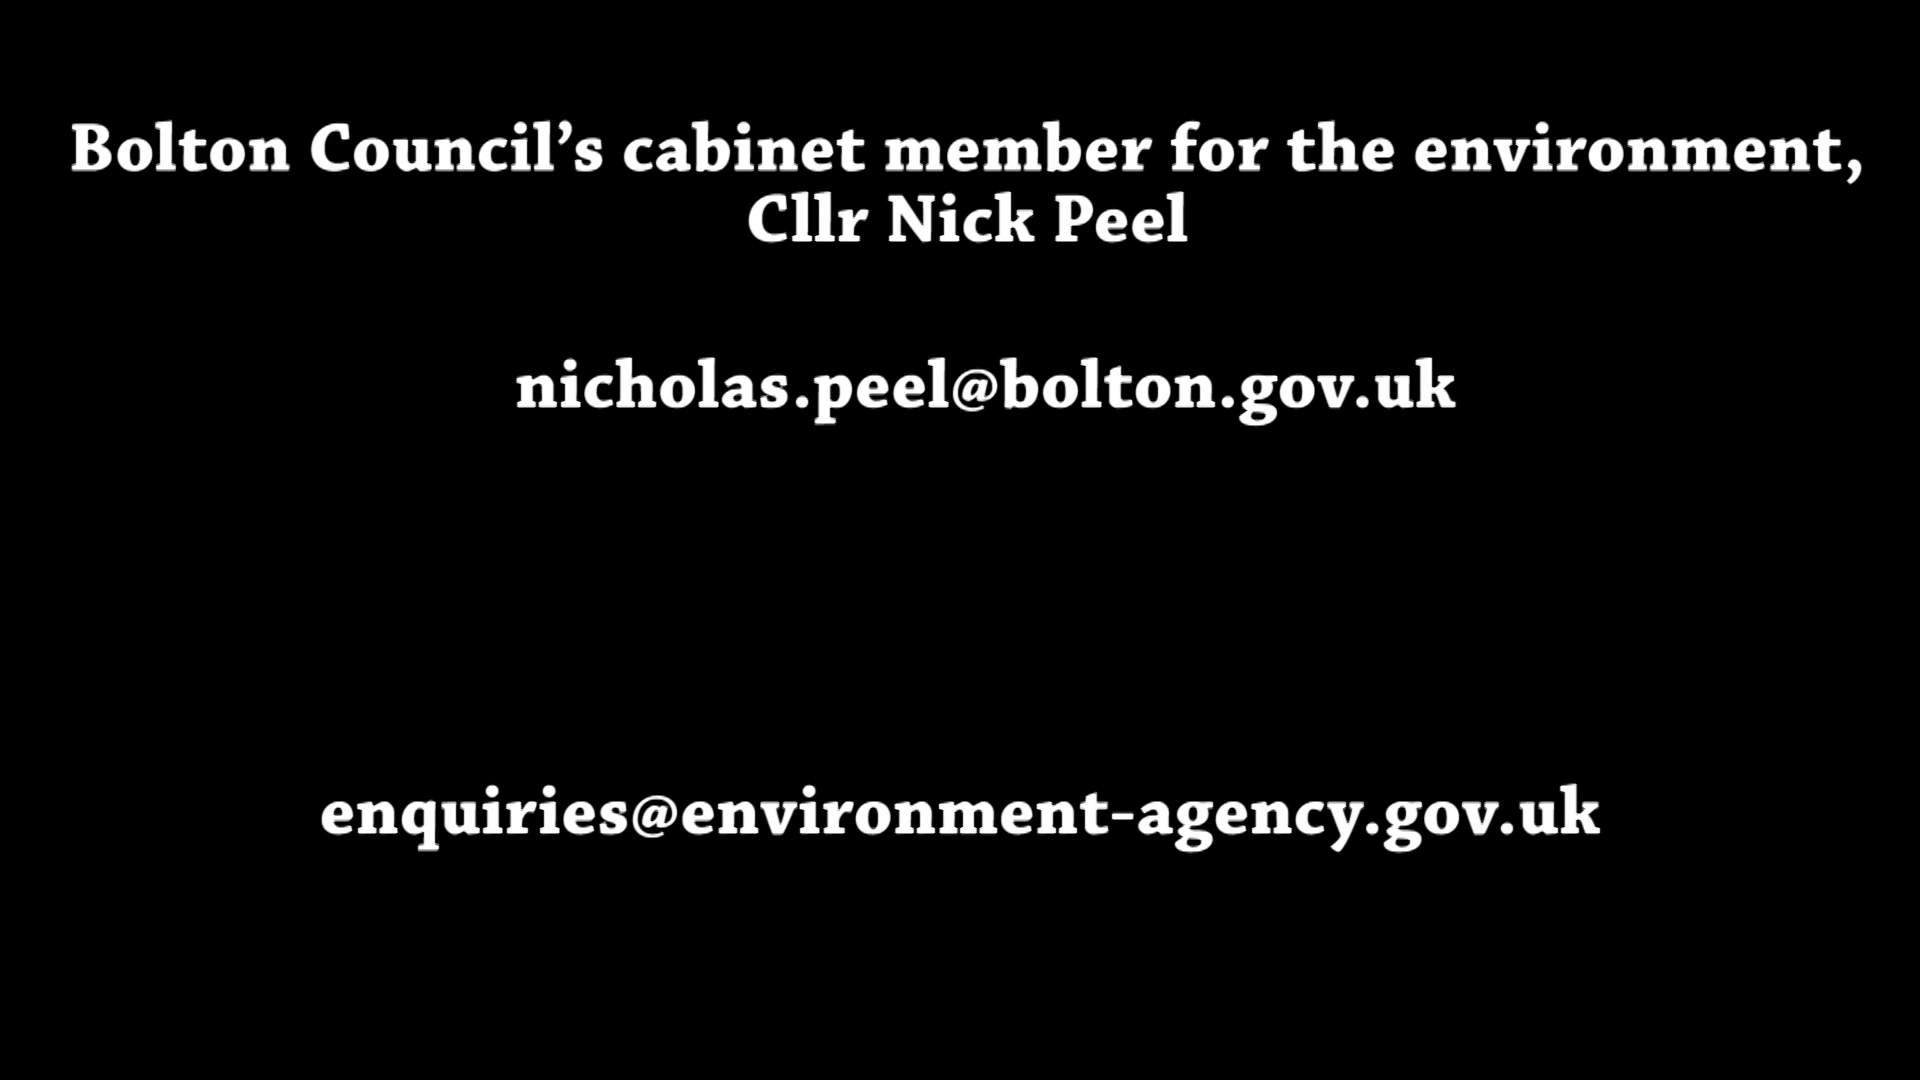 Bolton Council’s cabinet member for the environment,
Cllr Nick Peel
nicholas.peel@bolton.gov.uk
enquiries@environment-agency.gov.uk